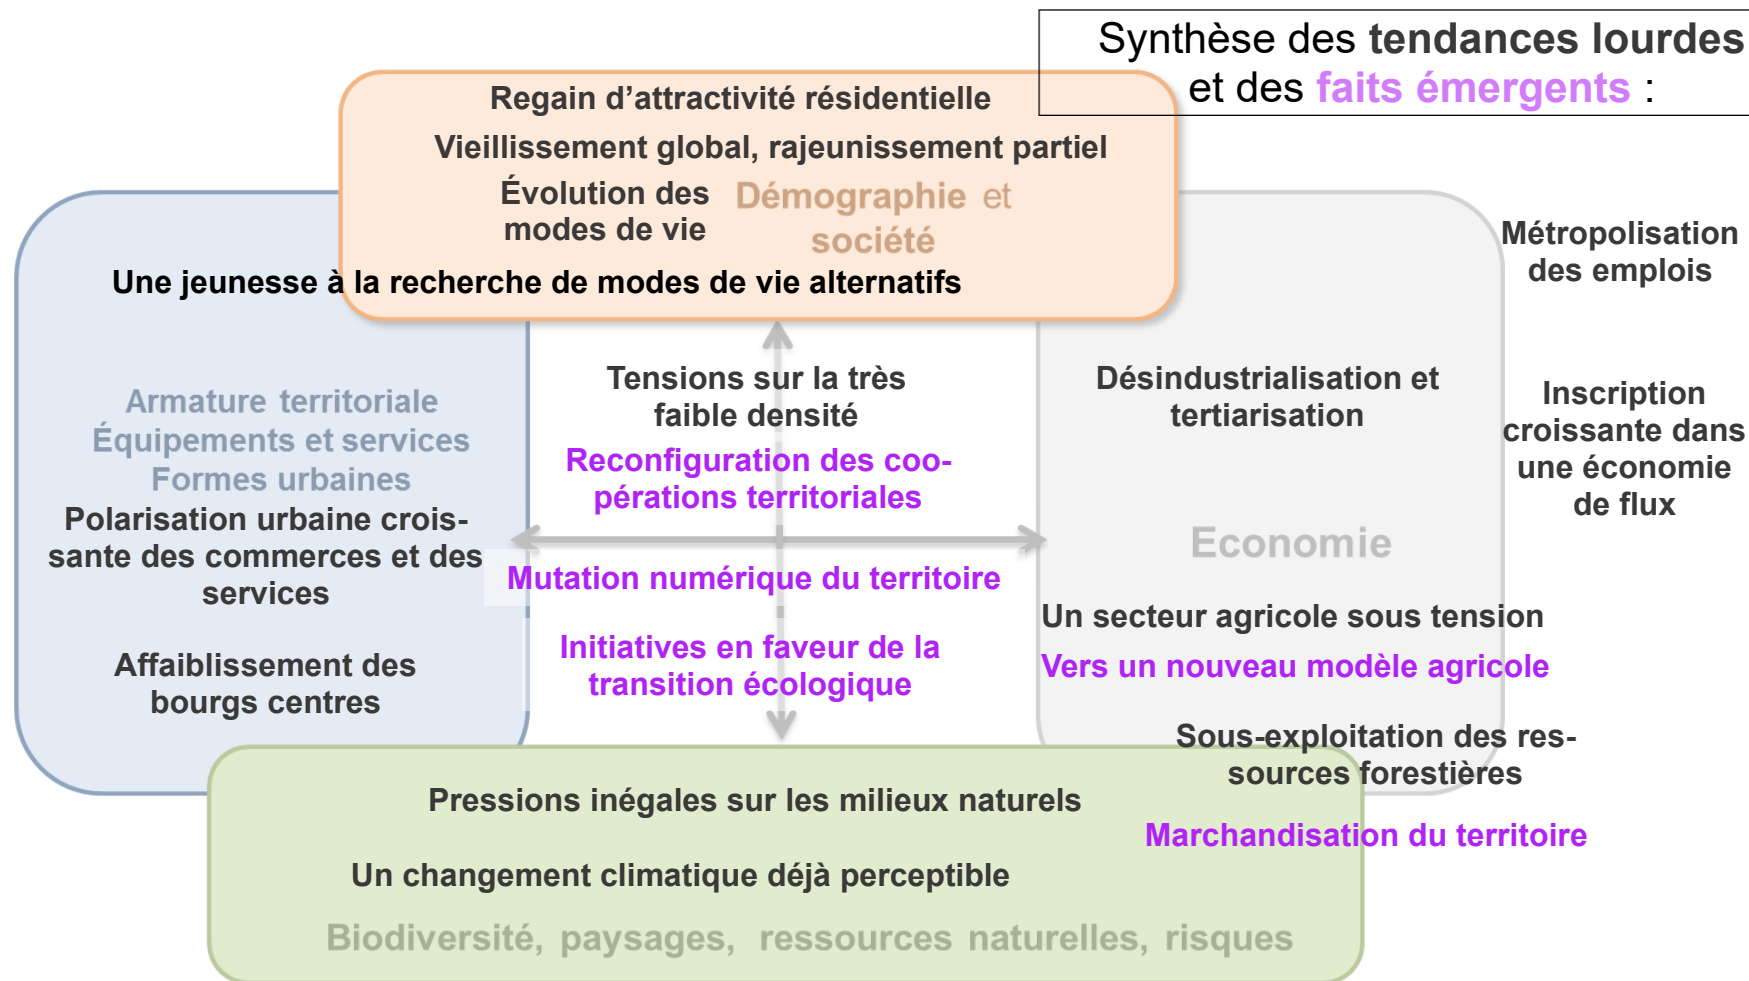 Synthèse des tendances lourdes
et des faits émergents :
Regain d’attractivité résidentielle
Vieillissement global, rajeunissement partiel
Évolution des
modes de vie
Démographie et
société
Une jeunesse à la recherche de modes de vie alternatifs
Armature territoriale
Équipements et services
Formes urbaines
Polarisation urbaine crois-
sante des commerces et des
services
Affaiblissement des
bourgs centres
Tensions sur la très
faible densité
Reconfiguration des coo-
pérations territoriales
Mutation numérique du territoire
Initiatives en faveur de la
transition écologique
Désindustrialisation et
tertiarisation
Economie
Un secteur agricole sous tension
Vers un nouveau modèle agricole
Sous-exploitation des res-
sources forestières
Marchandisation du territoire
Métropolisation
des emplois
Inscription
croissante dans
une économie
de flux
Pressions inégales sur les milieux naturels
Un changement climatique déjà perceptible
Biodiversité, paysages, ressources naturelles, risques